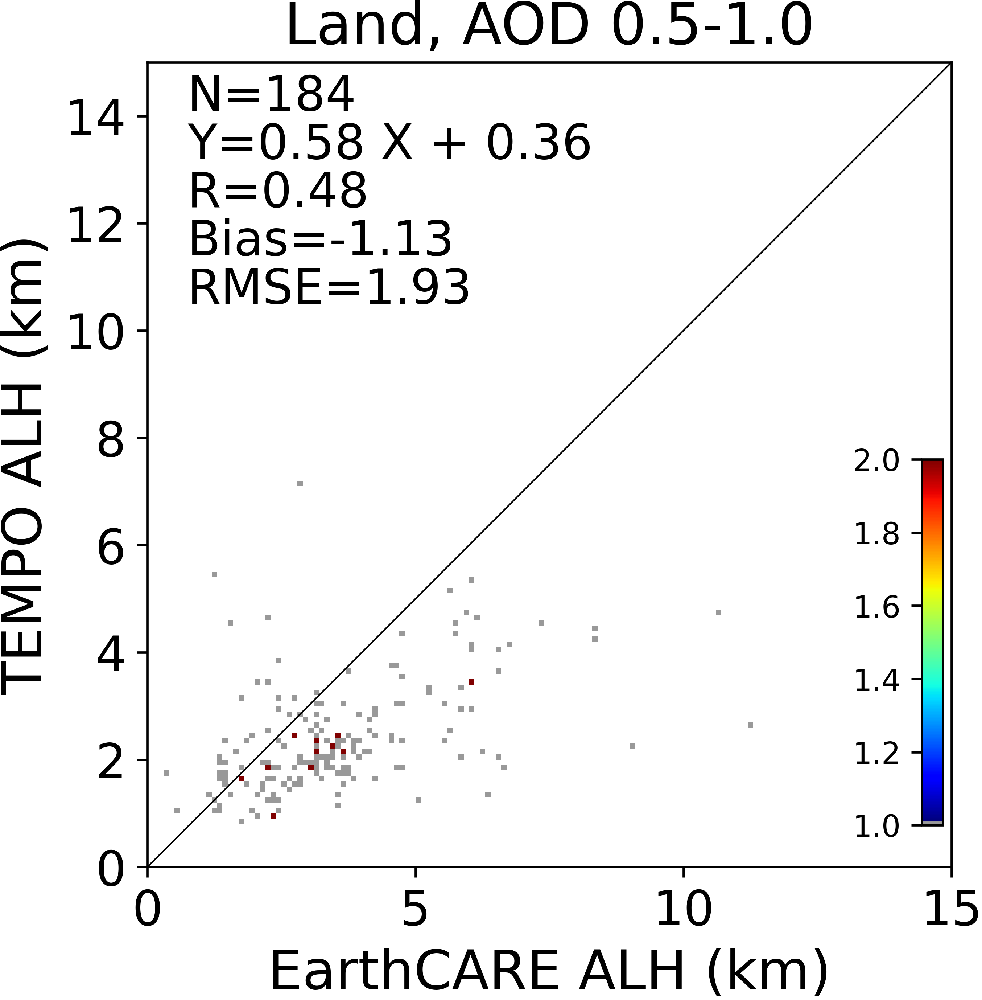 Land, AOD 0.5-1.0
N=184
Y=0.58 X + 0.36
R=0.48
Bias=-1.13
RMSE=1.93
TEMPO ALH (km)
14
12
10
8
6
4
2
0
2.0
1.8
1.6
1.4
1.2
1.0
0
5
10
15
EarthCARE ALH (km)